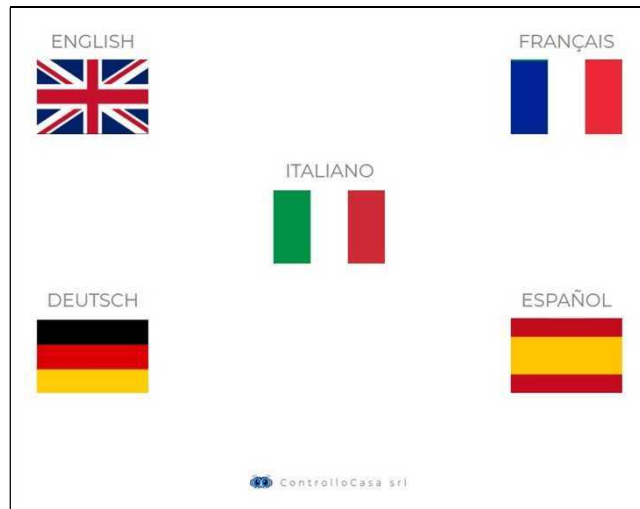 ENGLISH
FRANÇAIS
ITALIANO
DEUTSCH
ESPAÑOL
ControlloCasa srl